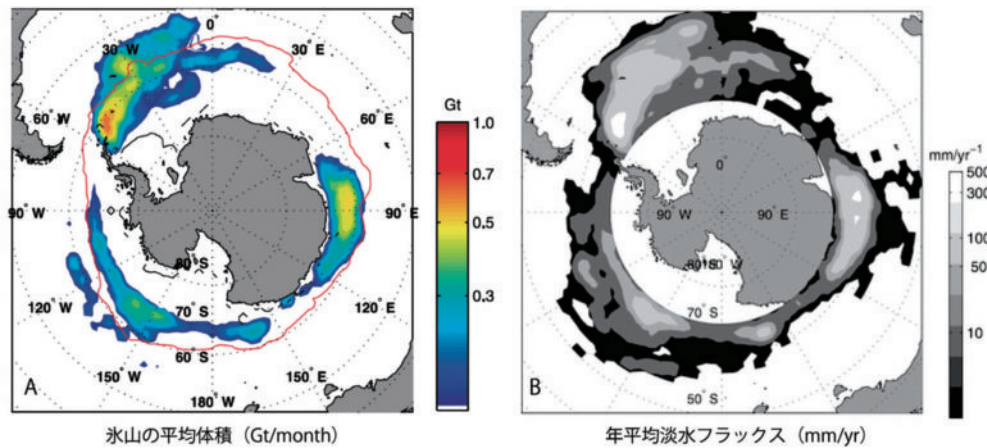 0°
30° W
30° E
60° W
60° E
90° W
90° E
80° S
120° W
120° E
70° S
60° S
150° W
150° E
180° W
A
Gt
1.0
0.7
0.5
0.3
氷山の平均体積（Gt/month）
0
90° W
90° E
70° S
50° S
B
mm/yr⁻¹
500
300
100
50
10
年平均淡水フラックス（mm/yr）